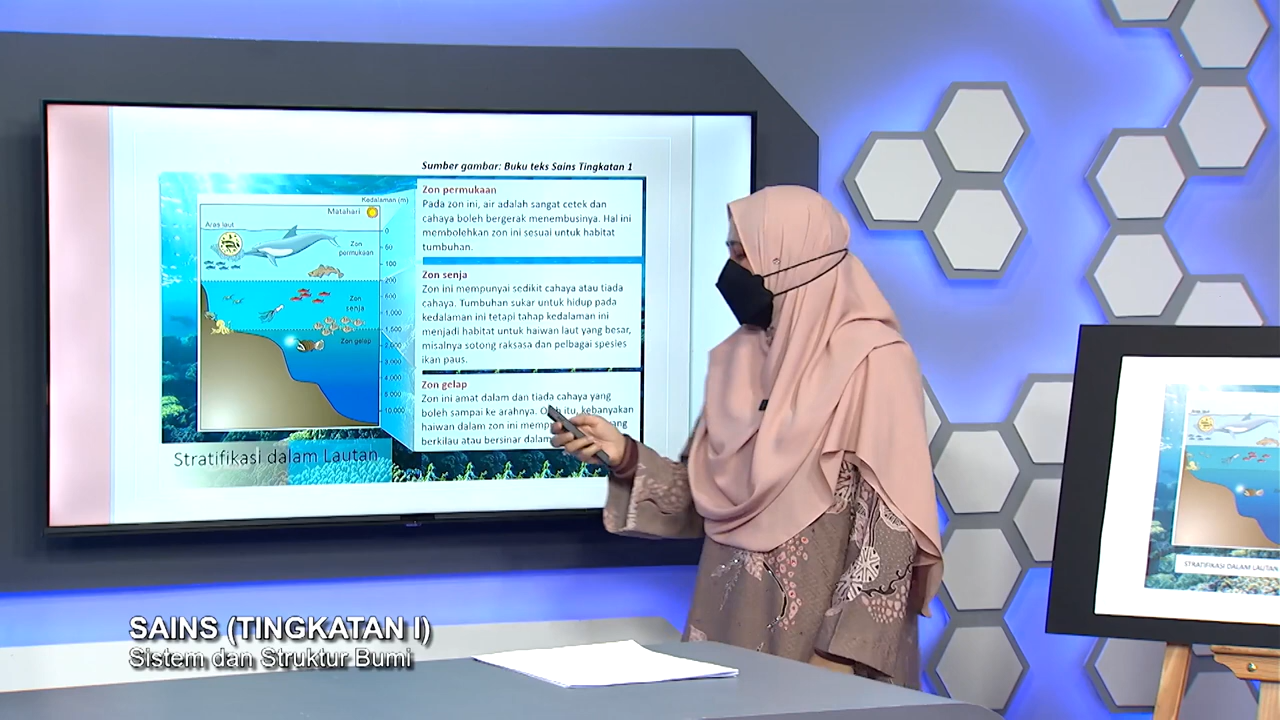 Sumber gambar: Buku teks Sains Tingkatan 1
Kedalaman (m)
Matahari
Aras laut
0
Zon
permukaan
50
100
200
Zon
senja
600
1,000
1,500
Zon gelap
2,000
3,000
4,000
8,000
10,000
Zon permukaan
Pada zon ini, air adalah sangat cetek dan
cahaya boleh bergerak menembusinya. Hal ini
membolehkan zon ini sesuai untuk habitat
tumbuhan.
Zon senja
Zon ini mempunyai sedikit cahaya atau tiada
cahaya. Tumbuhan sukar untuk hidup pada
kedalaman ini tetapi tahap kedalaman ini
menjadi habitat untuk haiwan laut yang besar,
misalnya sotong raksasa dan pelbagai spesies
ikan paus.
Zon gelap
Zon ini amat dalam dan tiada cahaya yang
boleh sampai ke arahnya. itu, kebanyakan
haiwan dalam zon ini
berkilau atau bersinar dalam
Stratifikasi dalam Lautan
SAINS (TINGKATAN I)
Sistem dan Struktur Bumi
STRATIFIKASI DALAM LAUTAN